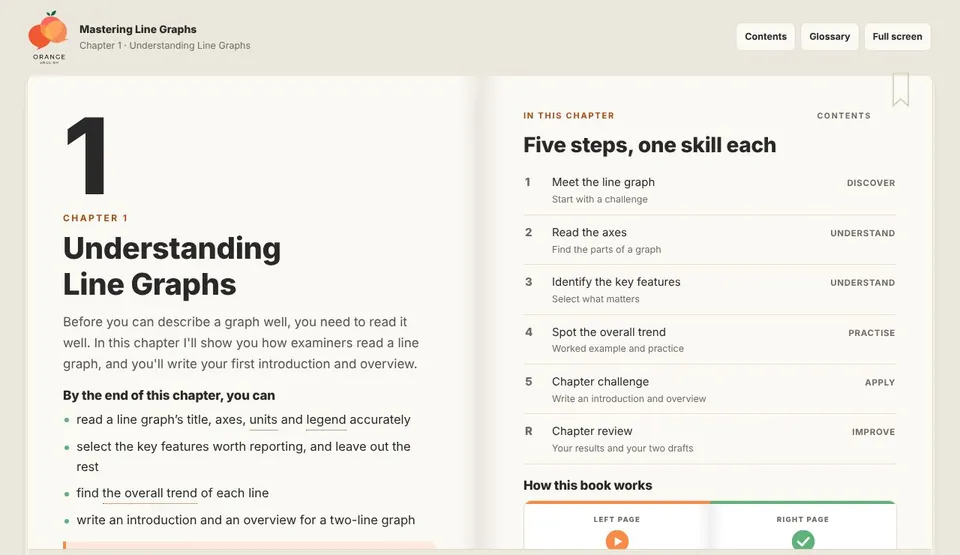 Mastering Line Graphs
Chapter 1 · Understanding Line Graphs
ORANGE
ENGLISH
Contents
Glossary
Full screen
1
CHAPTER 1
Understanding
Line Graphs
Before you can describe a graph well, you need to read it
well. In this chapter I'll show you how examiners read a line
graph, and you'll write your first introduction and overview.
By the end of this chapter, you can
• read a line graph’s title, axes, units and legend accurately
• select the key features worth reporting, and leave out the
rest
• find the overall trend of each line
• write an introduction and an overview for a two-line graph
IN THIS CHAPTER
CONTENTS
Five steps, one skill each
1 Meet the line graph DISCOVER
Start with a challenge
2 Read the axes UNDERSTAND
Find the parts of a graph
3 Identify the key features UNDERSTAND
Select what matters
4 Spot the overall trend PRACTISE
Worked example and practice
5 Chapter challenge APPLY
Write an introduction and overview
R Chapter review IMPROVE
Your results and your two drafts
How this book works
LEFT PAGE
RIGHT PAGE